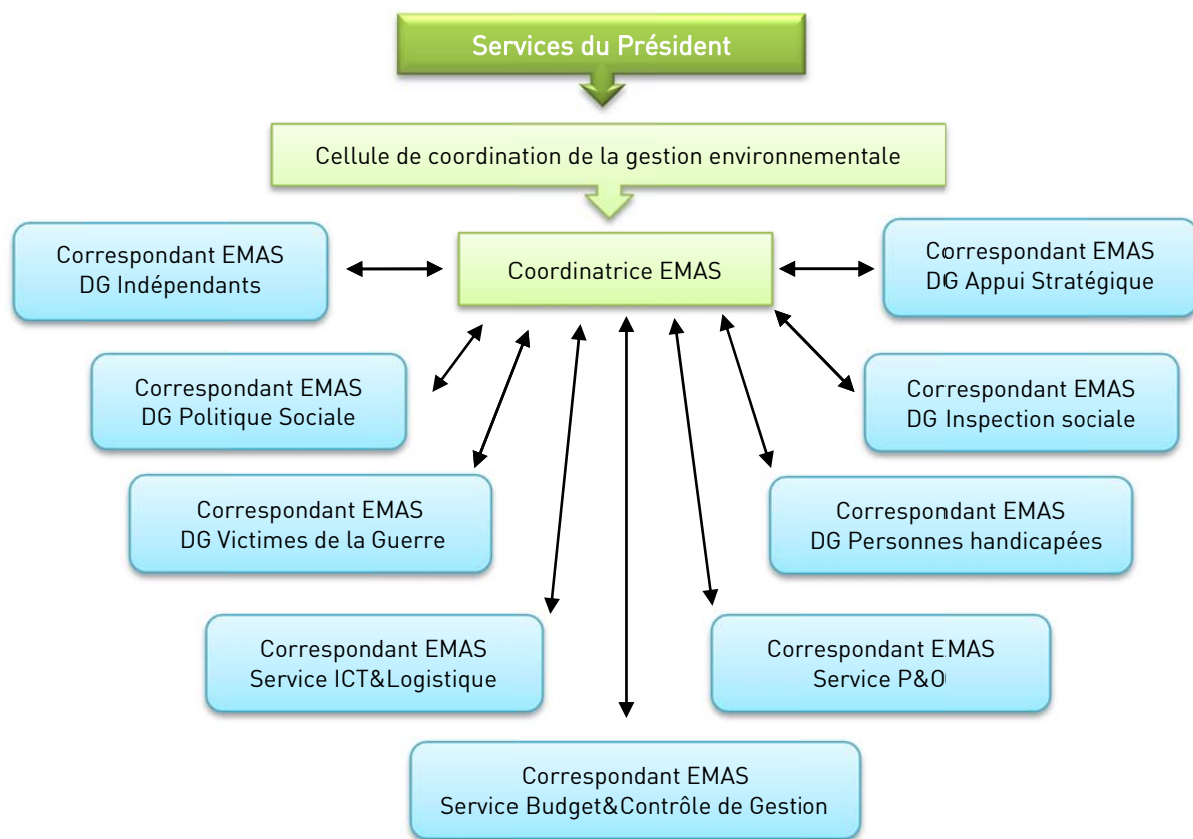 Services du Président
Cellule de coordination de la gestion environnementale
Coordinatrice EMAS
Correspondant EMAS
DG Indépendants
Correspondant EMAS
DG Appui Stratégique
Correspondant EMAS
DG Politique Sociale
Correspondant EMAS
DG Inspection sociale
Correspondant EMAS
DG Victimes de la Guerre
Correspondant EMAS
DG Personnes handicapées
Correspondant EMAS
Service ICT&Logistique
Correspondant EMAS
Service P&O
Correspondant EMAS
Service Budget&Contrôle de Gestion